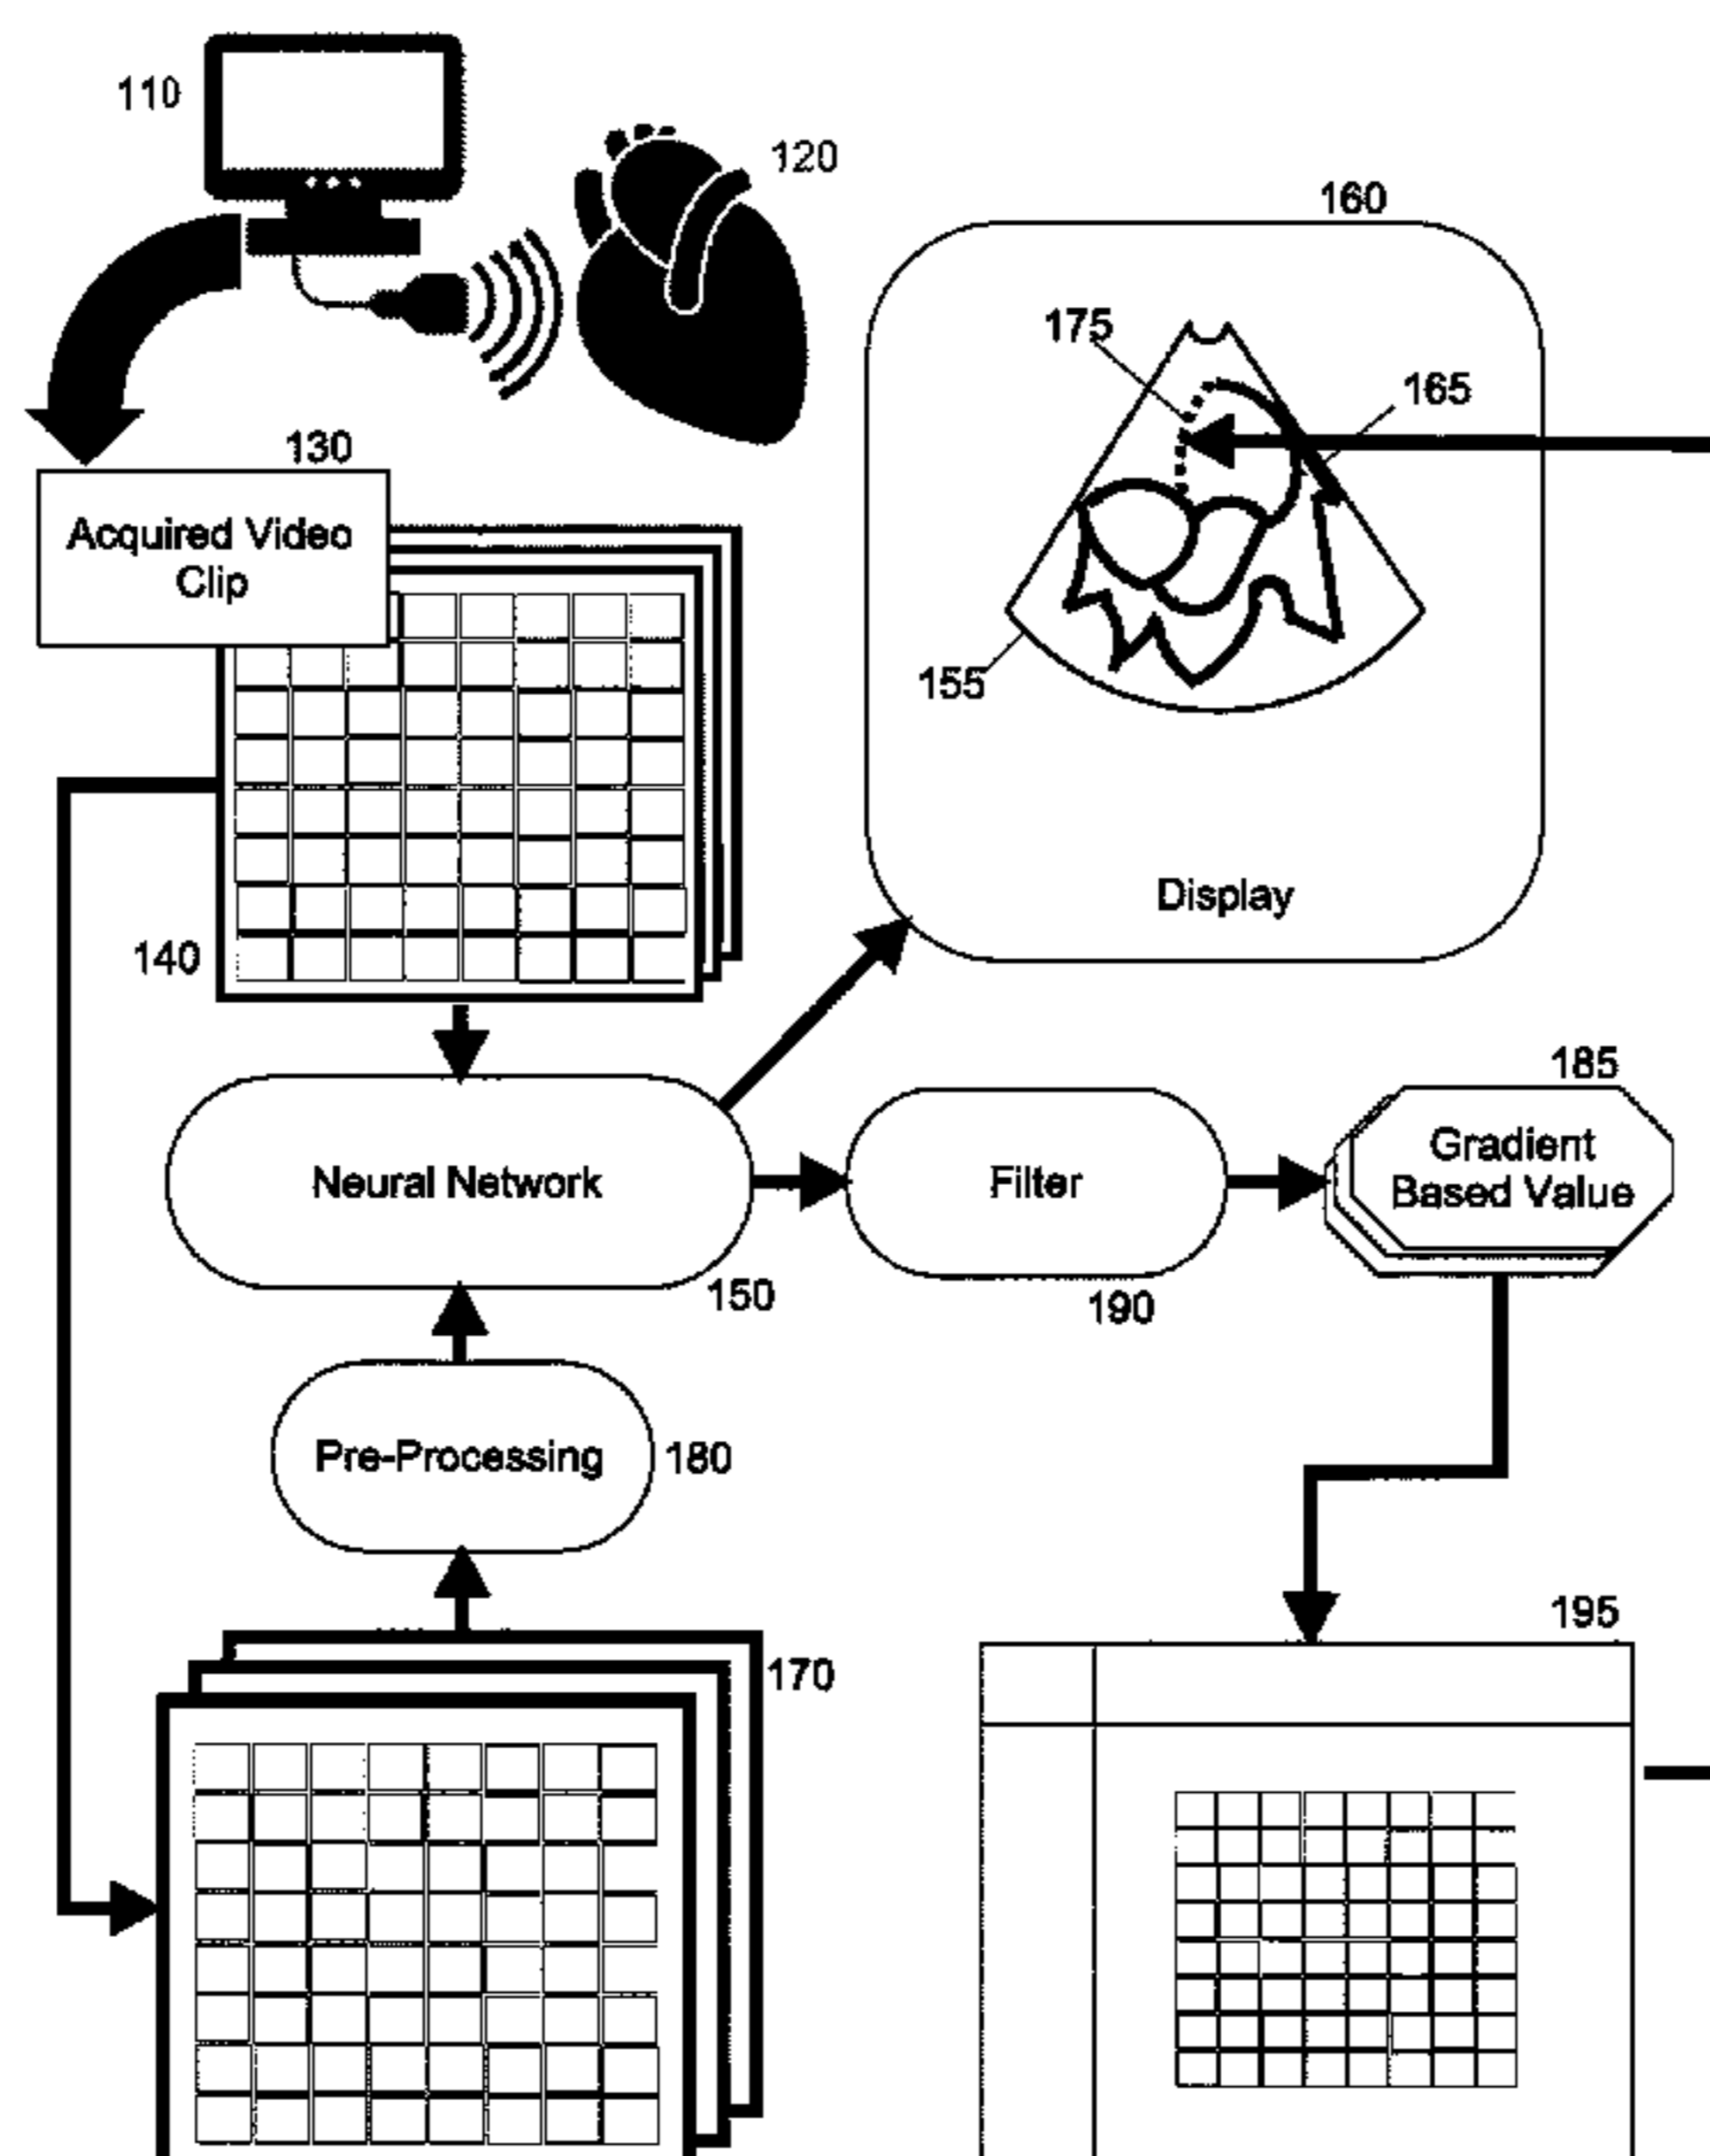 110
120
160
175
165
130
Acquired Video
Clip
155
Display
140
185
Gradient
Based Value
Neural Network
Filter
150
190
Pre-Processing
180
195
170